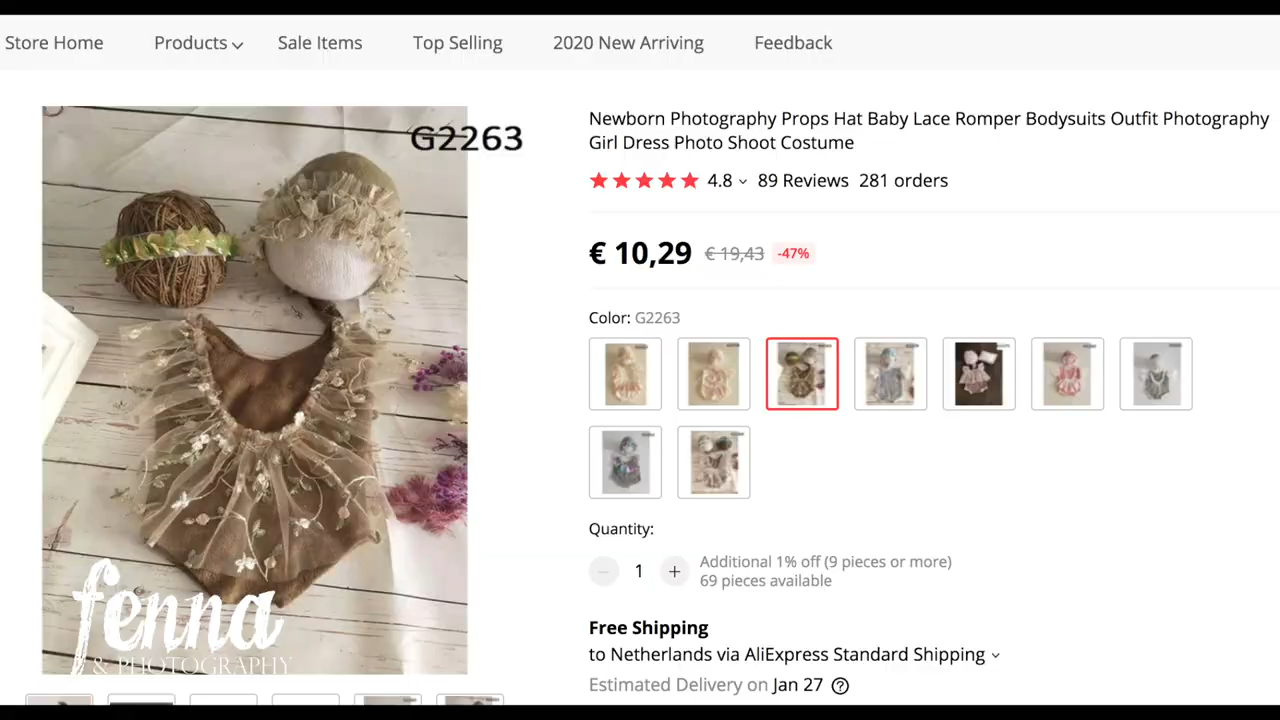 Store Home Products Sale Items Top Selling 2020 New Arriving Feedback
G2263
Newborn Photography Props Hat Baby Lace Romper Bodysuits Outfit Photography
Girl Dress Photo Shoot Costume
4.8 89 Reviews 281 orders
€ 10,29 € 19,43 -47%
Color: G2263
Quantity:
1
Additional 1% off (9 pieces or more)
69 pieces available
Free Shipping
to Netherlands via AliExpress Standard Shipping
Estimated Delivery on Jan 27
fenna
& PHOTOGRAPHY